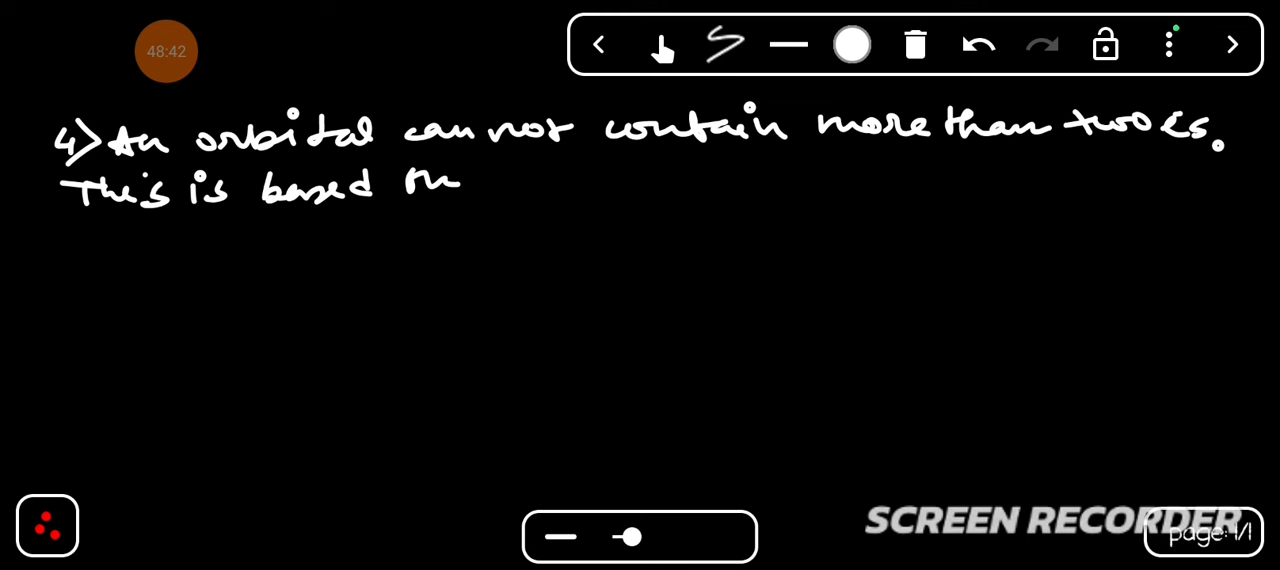 48:42
4) An orbital can not contain more than two es.
This is based on
SCREEN RECORDER
page:1/1